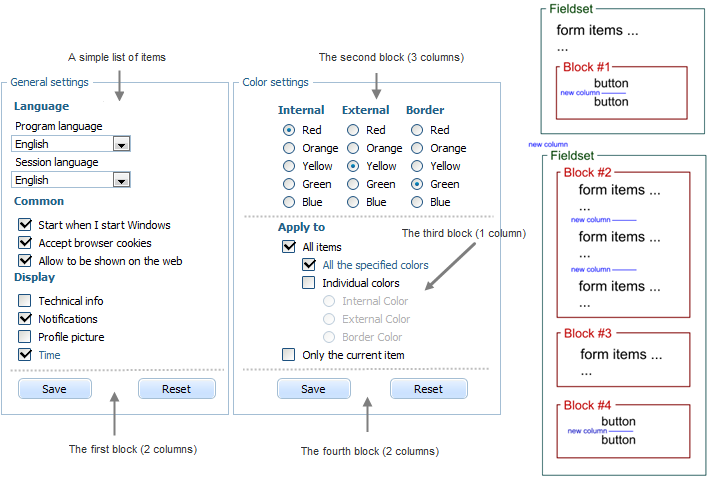 A simple list of items
General settings
Language
Program language
English
Session language
English
Common
Start when I start Windows
Accept browser cookies
Allow to be shown on the web
Display
Technical info
Notifications
Profile picture
Time
Save Reset
The first block (2 columns)
The second block (3 columns)
Color settings
Internal External Border
Red Red Red
Orange Orange Orange
Yellow Yellow Yellow
Green Green Green
Blue Blue Blue
Apply to
The third block (1 column)
All items
All the specified colors
Individual colors
Internal Color
External Color
Border Color
Only the current item
Save Reset
The fourth block (2 columns)
Fieldset
form items ...
...
Block #1
button
new column
button
new column
Fieldset
Block #2
form items ...
...
new column
form items ...
...
new column
form items ...
...
Block #3
form items ...
...
Block #4
button
new column
button